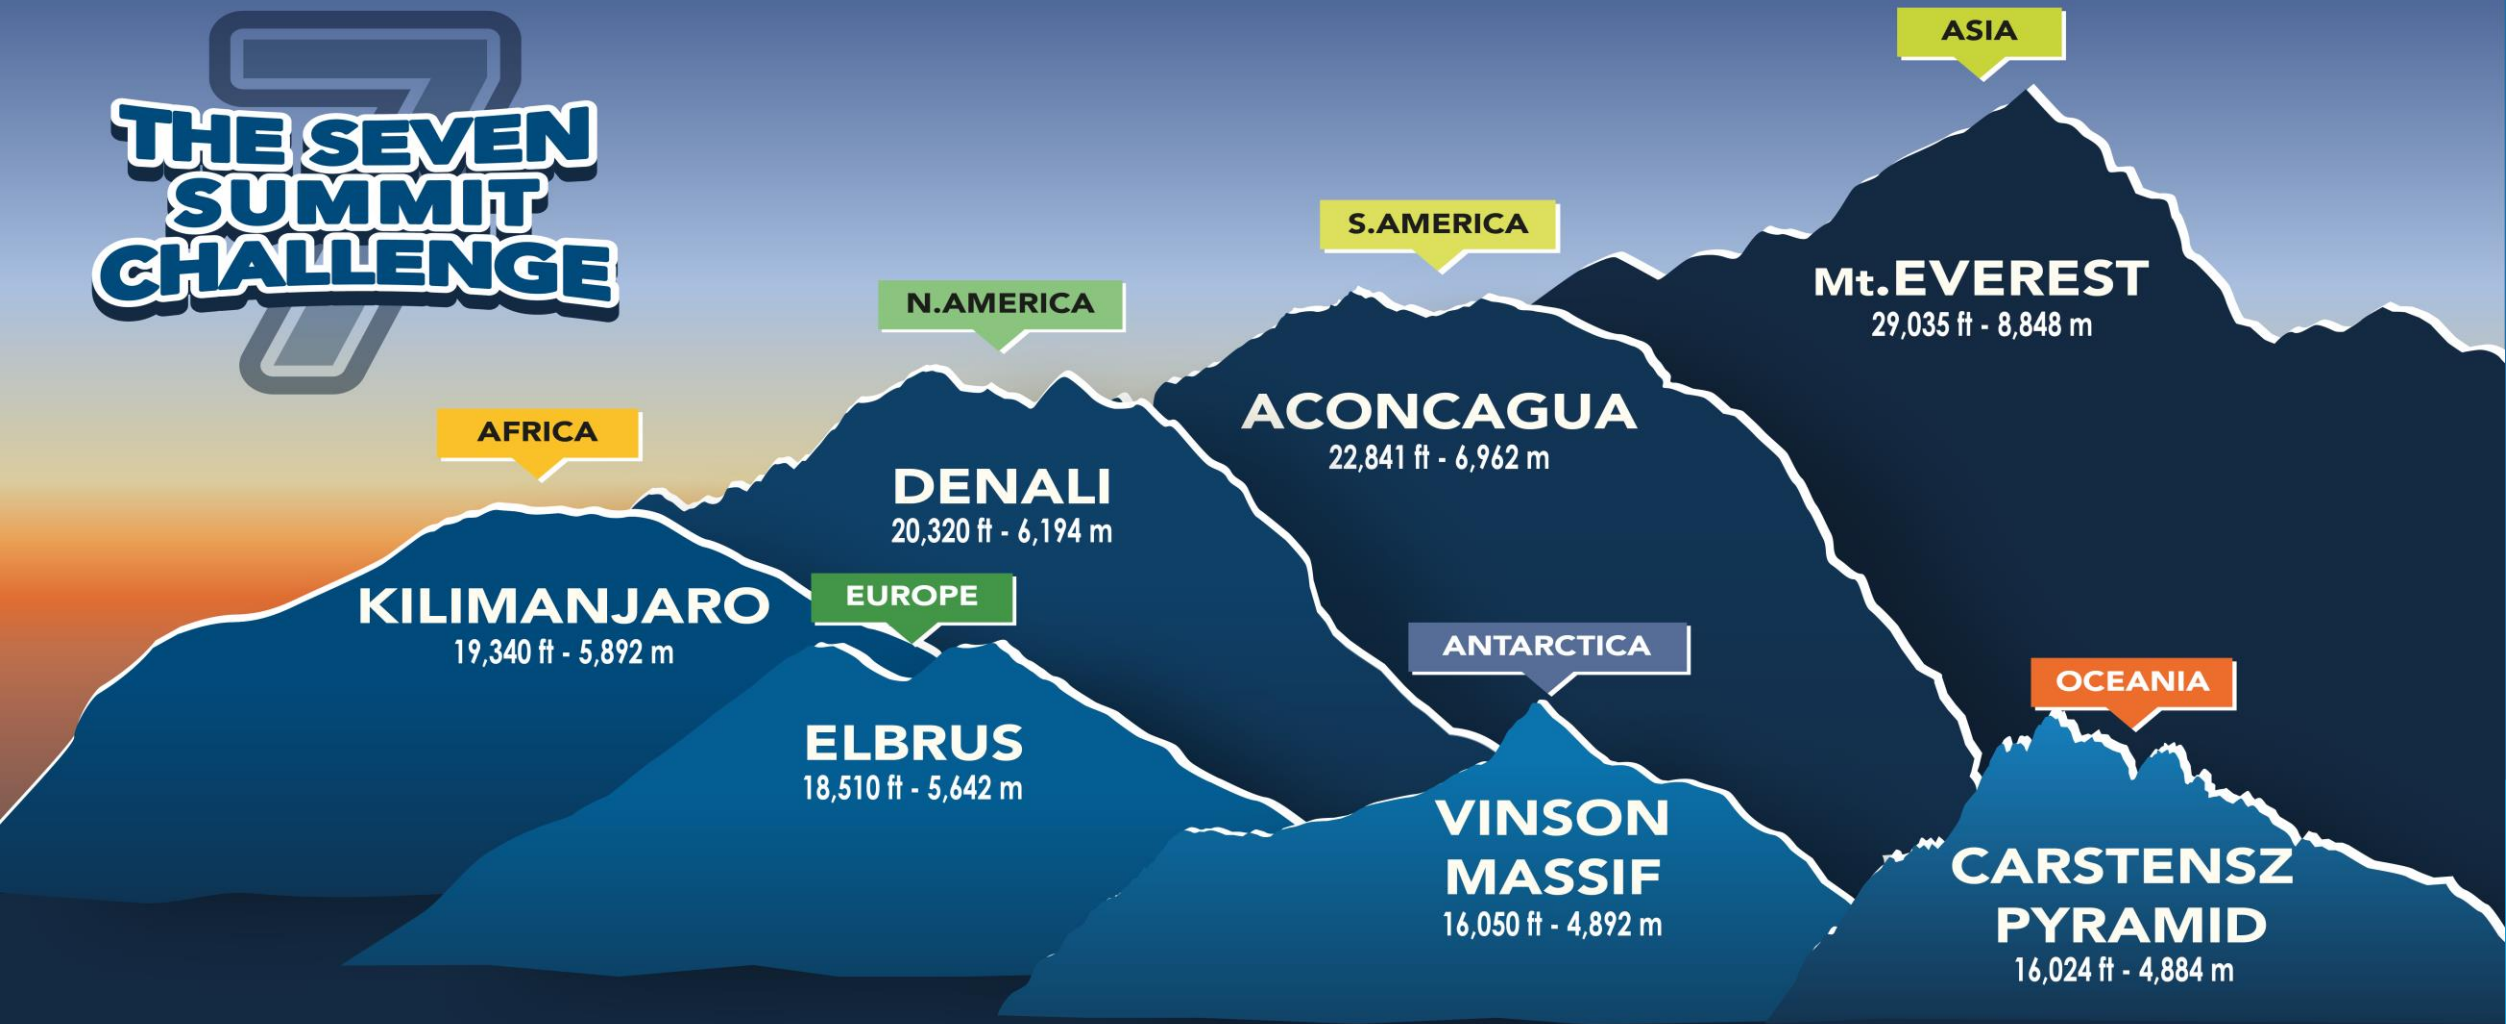 7
THE SEVEN
SUMMIT
CHALLENGE
AFRICA
KILIMANJARO
19,340 ft - 5,892 m
N.AMERICA
DENALI
20,320 ft - 6,194 m
EUROPE
ELBRUS
18,510 ft - 5,642 m
S.AMERICA
ACONCAGUA
22,841 ft - 6,962 m
ANTARCTICA
VINSON
MASSIF
16,050 ft - 4,892 m
ASIA
Mt.EVEREST
29,035 ft - 8,848 m
OCEANIA
CARSTENSZ
PYRAMID
16,024 ft - 4,884 m